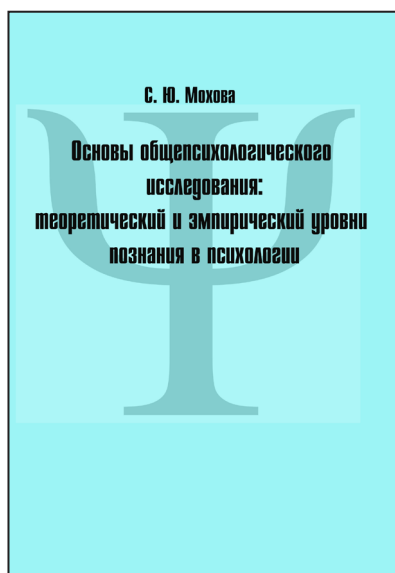 С. Ю. Мохова
Основы общепсихологического
исследования:
теоретический и эмпирический уровни
познания в психологии